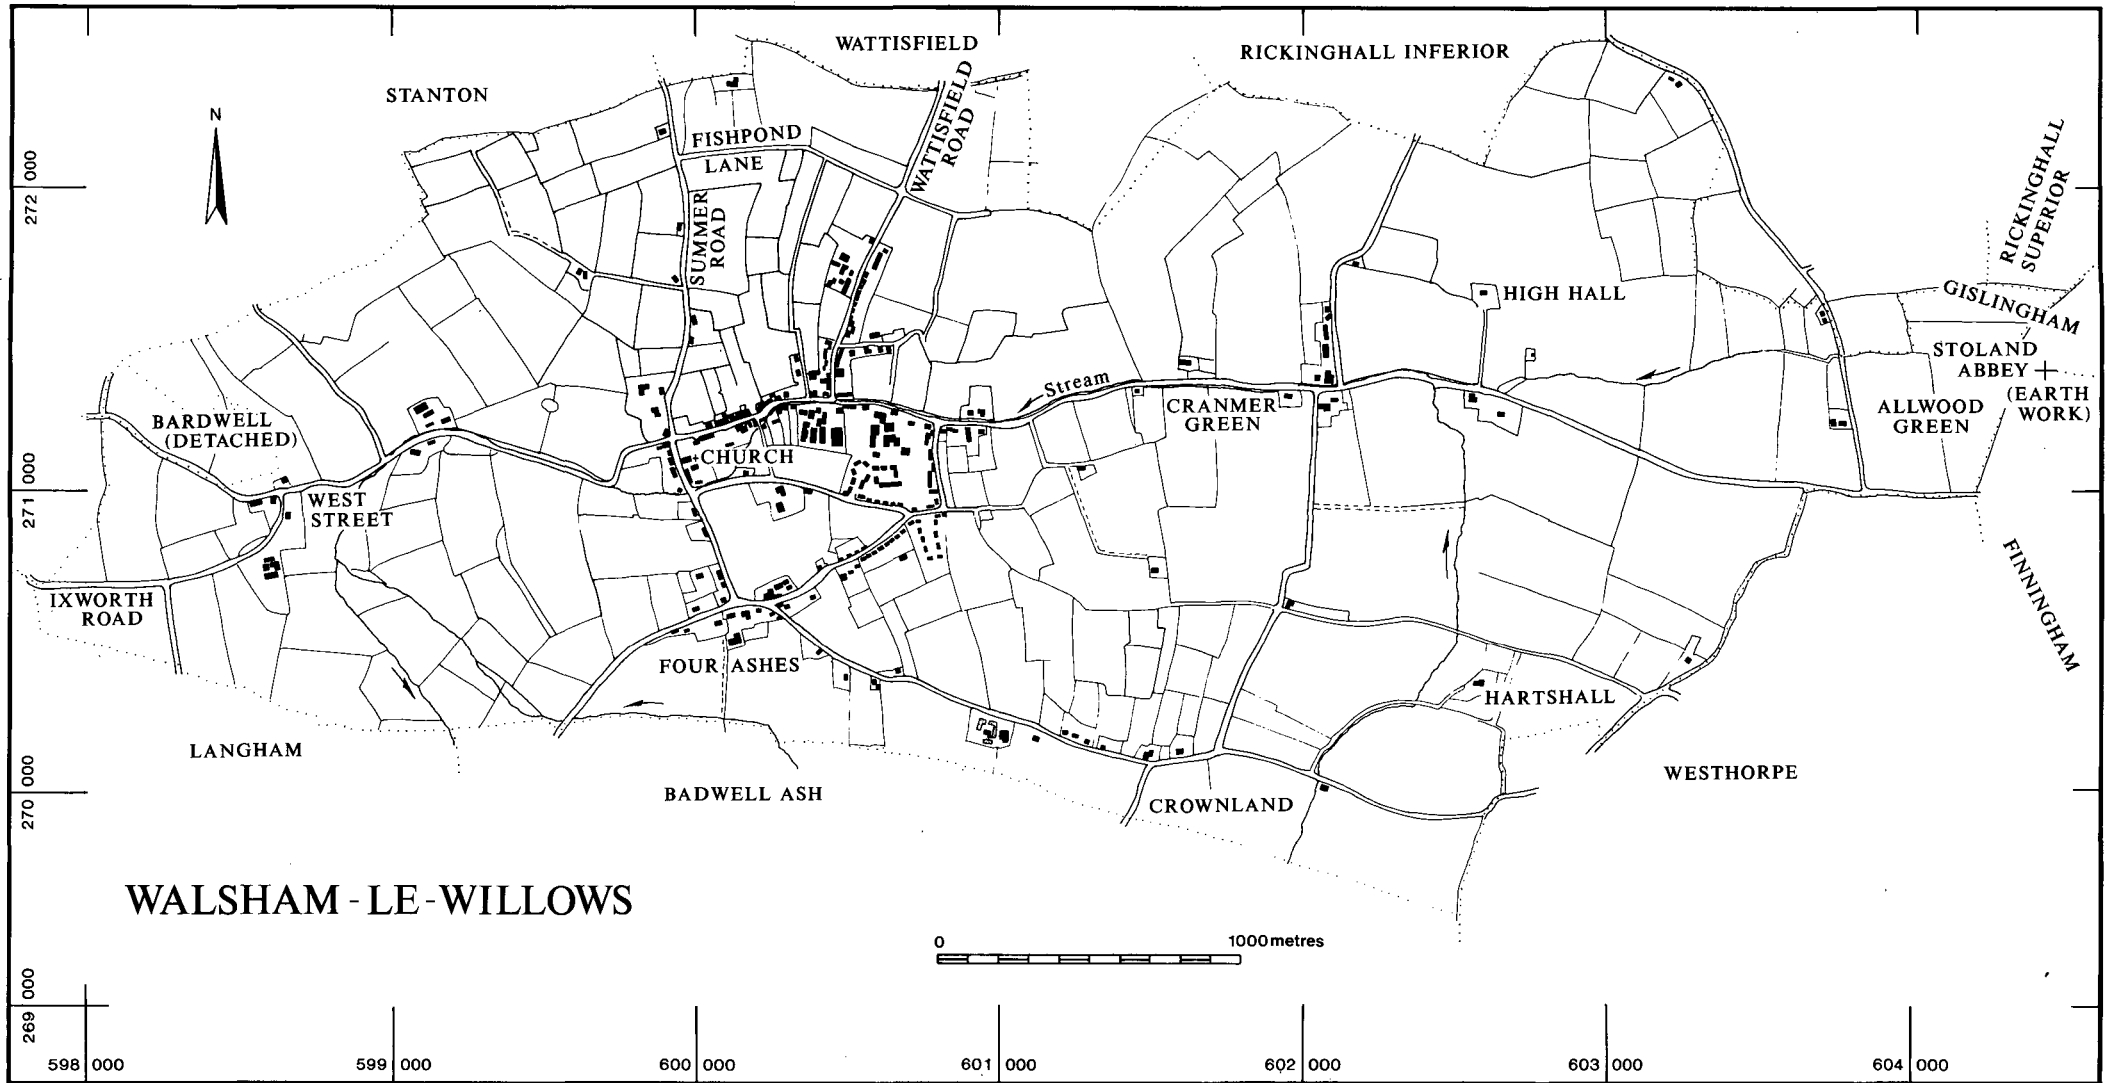 WATTISFIELD
RICKINGHALL INFERIOR
STANTON
N
FISHPOND
LANE
WATTISFIELD
ROAD
SUMMER
ROAD
RICKINGHALL
SUPERIOR
272 000
HIGH HALL
GISLINGHAM
STOLAND
ABBEY
(EARTH
WORK)
Stream
CRANMER
GREEN
ALLWOOD
GREEN
BARDWELL
(DETACHED)
CHURCH
271 000
WEST
STREET
FINNINGHAM
IXWORTH
ROAD
FOUR ASHES
HARTSHALL
LANGHAM
WESTHORPE
BADWELL ASH
CROWNLAND
270 000
WALSHAM-LE-WILLOWS
0 1000 metres
269 000
598 000 599 000 600 000 601 000 602 000 603 000 604 000